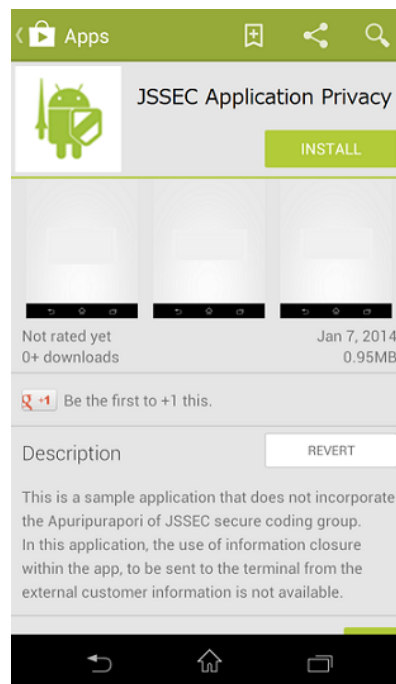 Apps
JSSEC Application Privacy
INSTALL
Not rated yet
Jan 7, 2014
0+ downloads
0.95MB
g +1 Be the first to +1 this.
Description
REVERT
This is a sample application that does not incorporate
the Apuripurapori of JSSEC secure coding group.
In this application, the use of information closure
within the app, to be sent to the terminal from the
external customer information is not available.